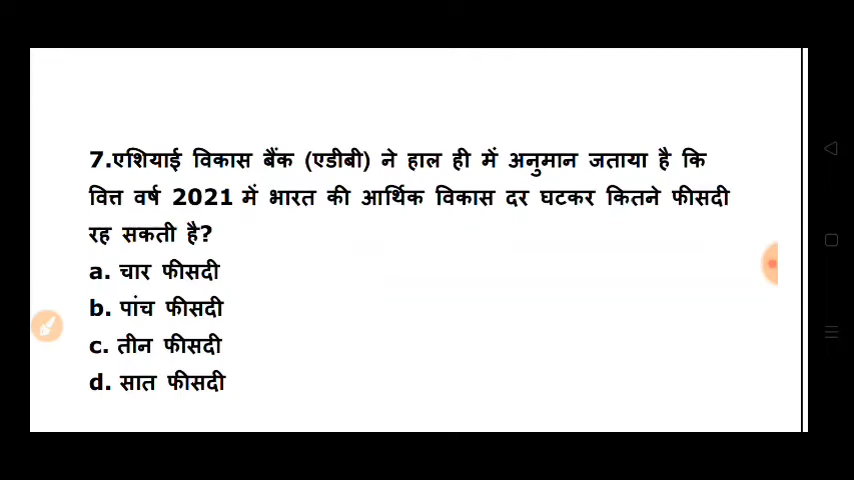 7.एशियाई विकास बैंक (एडीबी) ने हाल ही में अनुमान जताया है कि
वित्त वर्ष 2021 में भारत की आर्थिक विकास दर घटकर कितने फीसदी
रह सकती है?
a. चार फीसदी
b. पांच फीसदी
c. तीन फीसदी
d. सात फीसदी